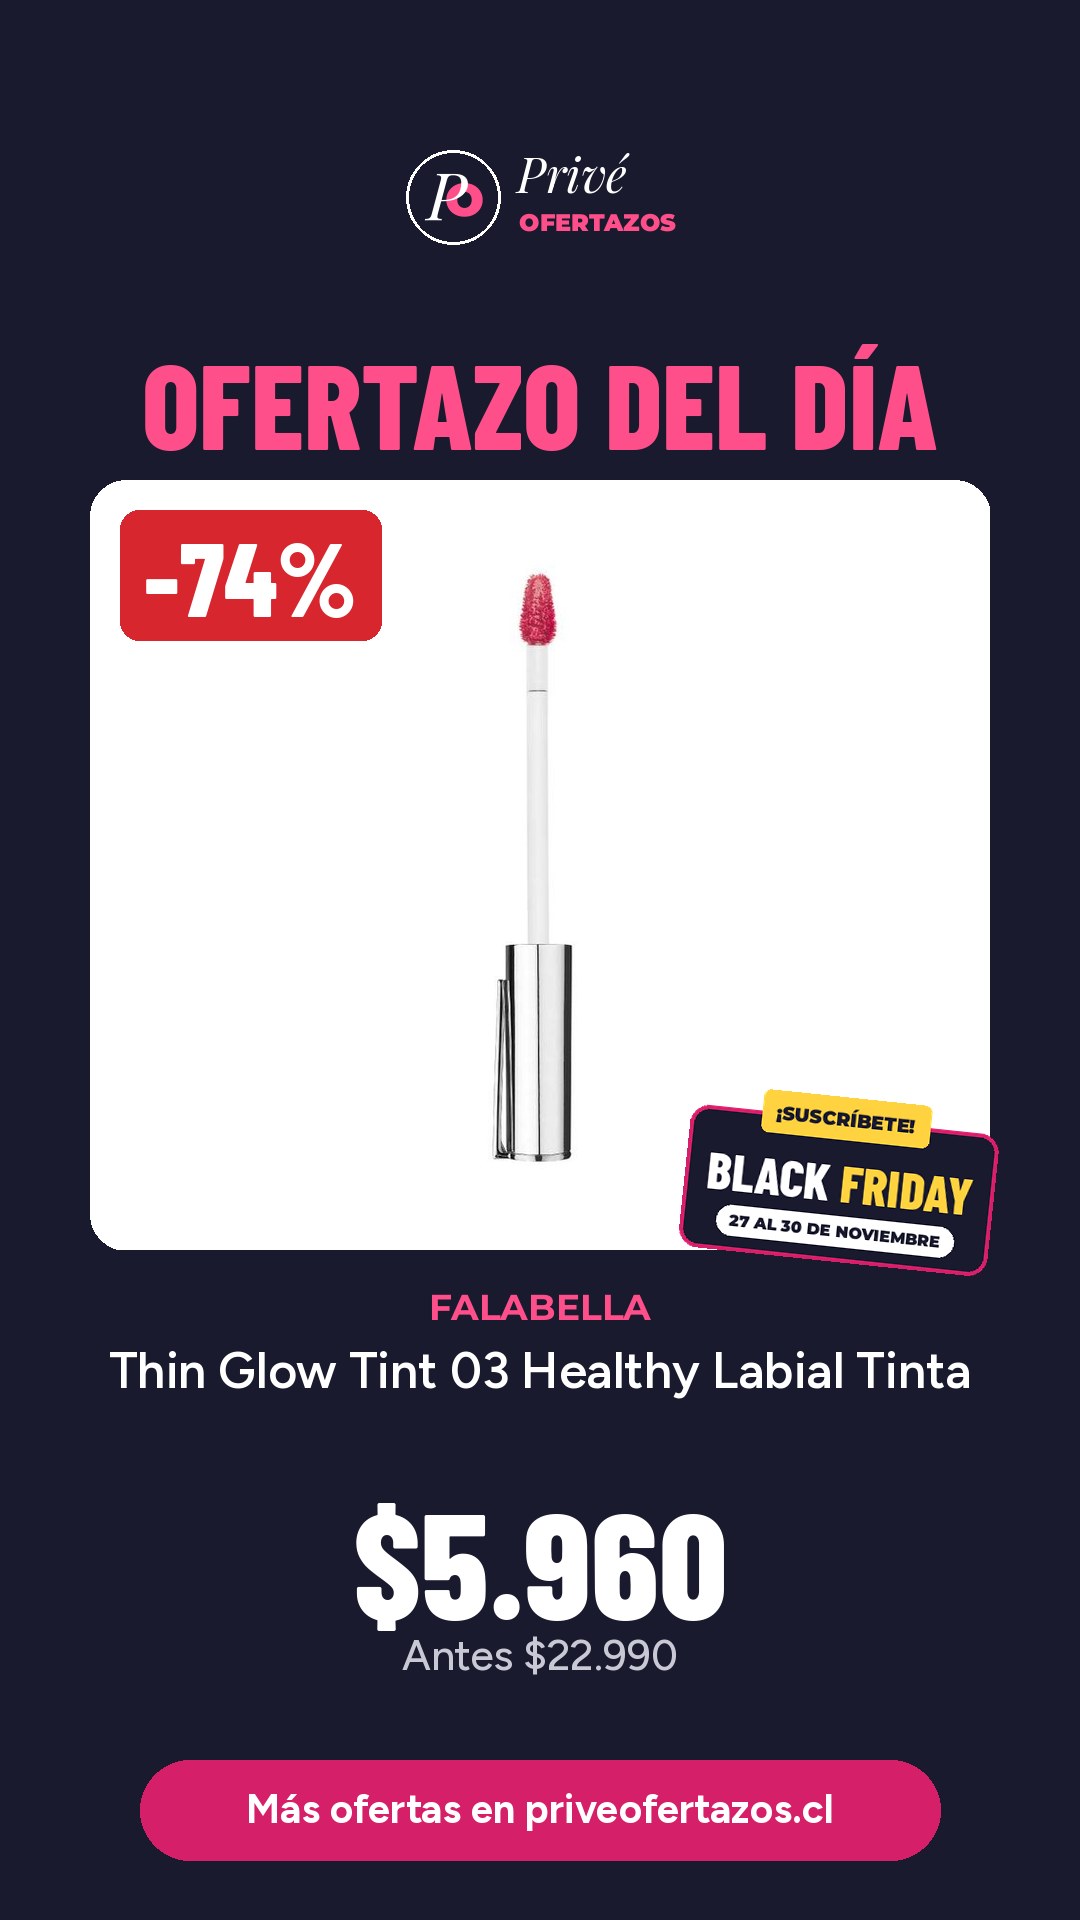 PO
Privé
OFERTAZOS
OFERTAZO DEL DÍA
-74%
¡SUSCRÍBETE!
BLACK FRIDAY
27 AL 30 DE NOVIEMBRE
FALABELLA
Thin Glow Tint 03 Healthy Labial Tinta
$5.960
Antes $22.990
Más ofertas en priveofertazos.cl